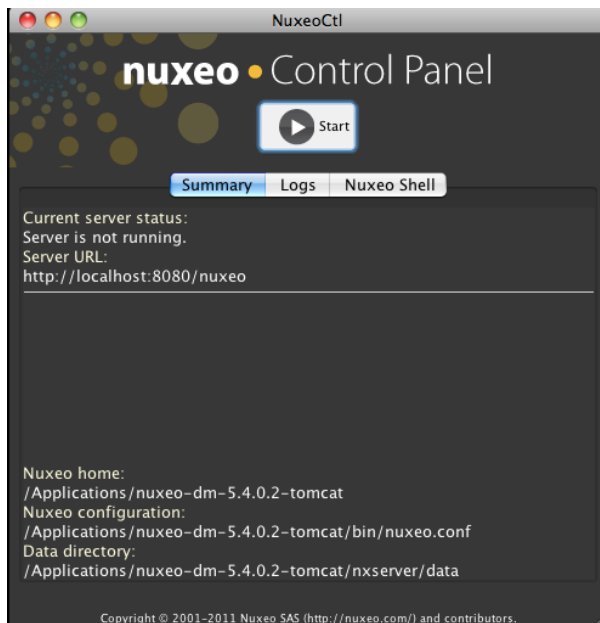 NuxeoCtl
nuxeo • Control Panel
Start
Summary Logs Nuxeo Shell
Current server status:
Server is not running.
Server URL:
http://localhost:8080/nuxeo
Nuxeo home:
/Applications/nuxeo-dm-5.4.0.2-tomcat
Nuxeo configuration:
/Applications/nuxeo-dm-5.4.0.2-tomcat/bin/nuxeo.conf
Data directory:
/Applications/nuxeo-dm-5.4.0.2-tomcat/nxserver/data
Copyright © 2001-2011 Nuxeo SAS (http://nuxeo.com/) and contributors.